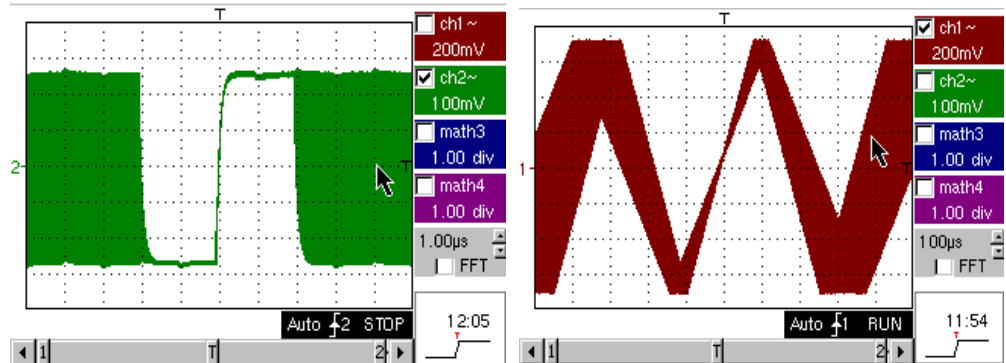 T
ch1 ~
200mV
ch2~
100mV
math3
1.00 div
math4
1.00 div
1.00µs
FFT
2
T
Auto 2 STOP
12:05
T
1 T 2
T
ch1 ~
200mV
ch2~
100mV
math3
1.00 div
math4
1.00 div
100µs
FFT
1
T
Auto 1 RUN
11:54
T
1 T 2